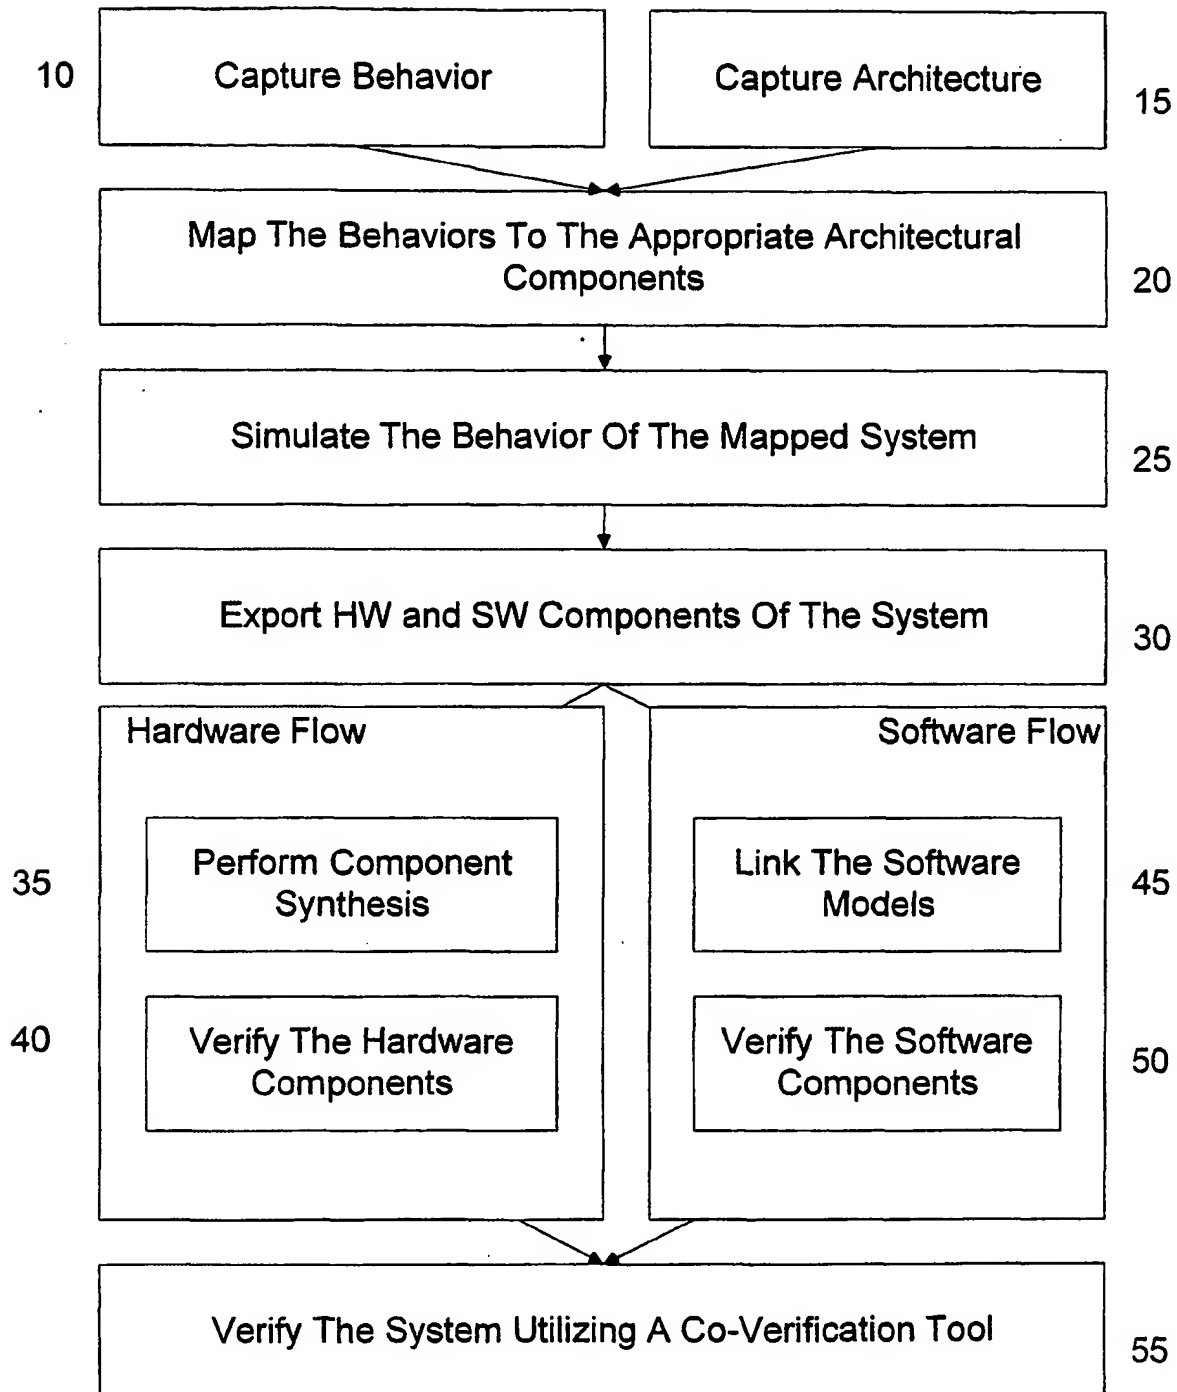 10
Capture Behavior
Capture Architecture
15
Map The Behaviors To The Appropriate Architectural
Components
20
Simulate The Behavior Of The Mapped System
25
Export HW and SW Components Of The System
30
Hardware Flow
Software Flow
35
Perform Component
Synthesis
Link The Software
Models
45
40
Verify The Hardware
Components
Verify The Software
Components
50
Verify The System Utilizing A Co-Verification Tool
55